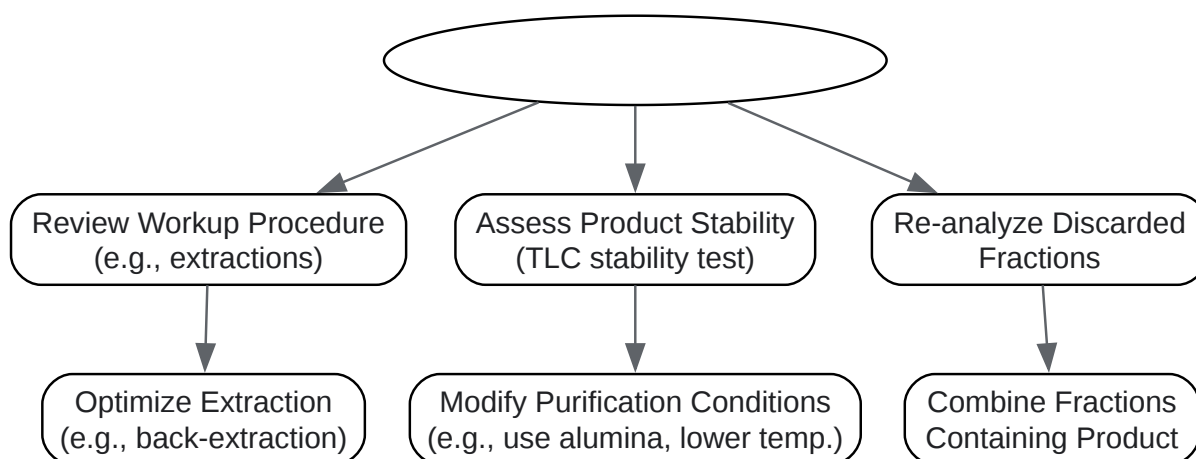 Review Workup Procedure
(e.g., extractions)
Assess Product Stability
(TLC stability test)
Re-analyze Discarded
Fractions
Optimize Extraction
(e.g., back-extraction)
Modify Purification Conditions
(e.g., use alumina, lower temp.)
Combine Fractions
Containing Product